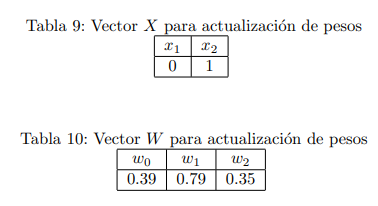 Tabla 9: Vector X para actualización de pesos
x₁ x₂
0 1
Tabla 10: Vector W para actualización de pesos
w₀ w₁ w₂
0.39 0.79 0.35